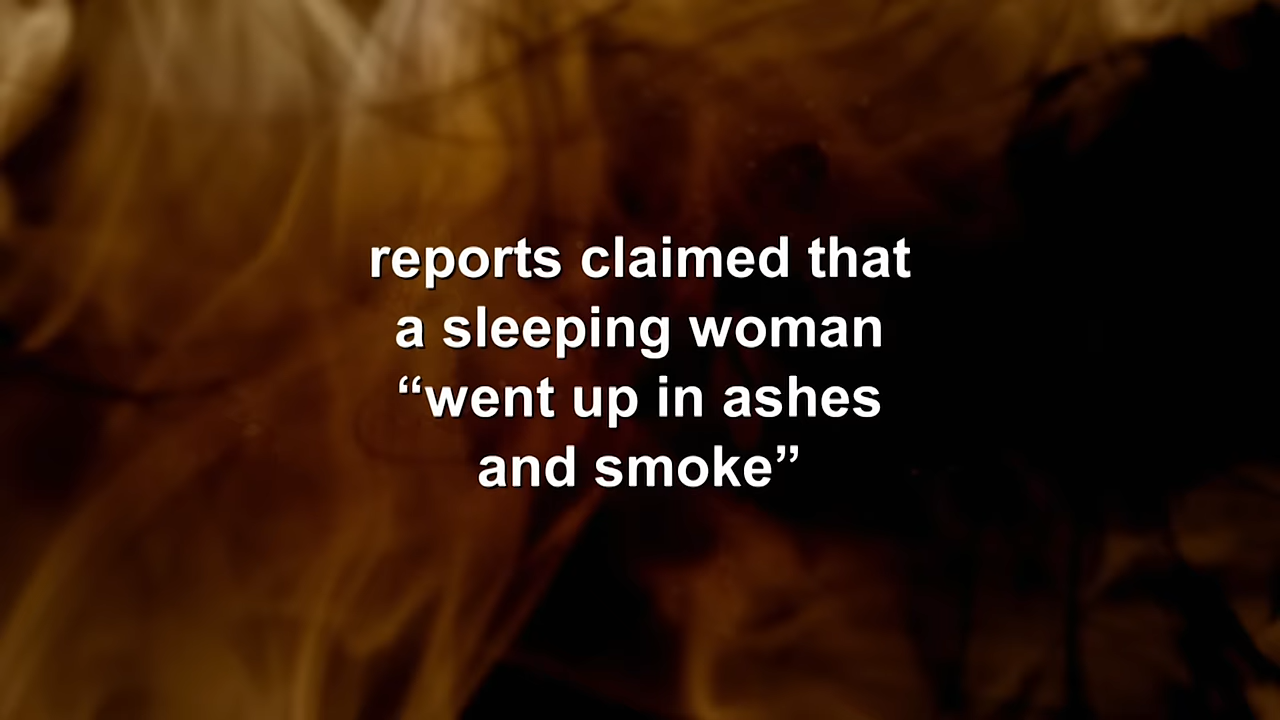 reports claimed that
a sleeping woman
“went up in ashes
and smoke”